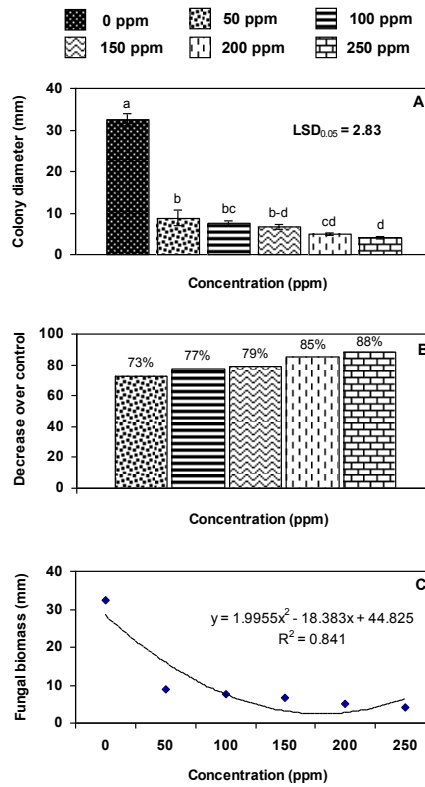 0 ppm 50 ppm 100 ppm
150 ppm 200 ppm 250 ppm
A
Colony diameter (mm)
40
30
20
10
0
a
b
bc
b-d
cd
d
LSD0.05 = 2.83
Concentration (ppm)
B
Decrease over control
100
80
60
40
20
0
73%
77%
79%
85%
88%
Concentration (ppm)
C
Fungal biomass (mm)
40
30
20
10
0
y = 1.9955x² - 18.383x + 44.825
R² = 0.841
0 50 100 150 200 250
Concentration (ppm)